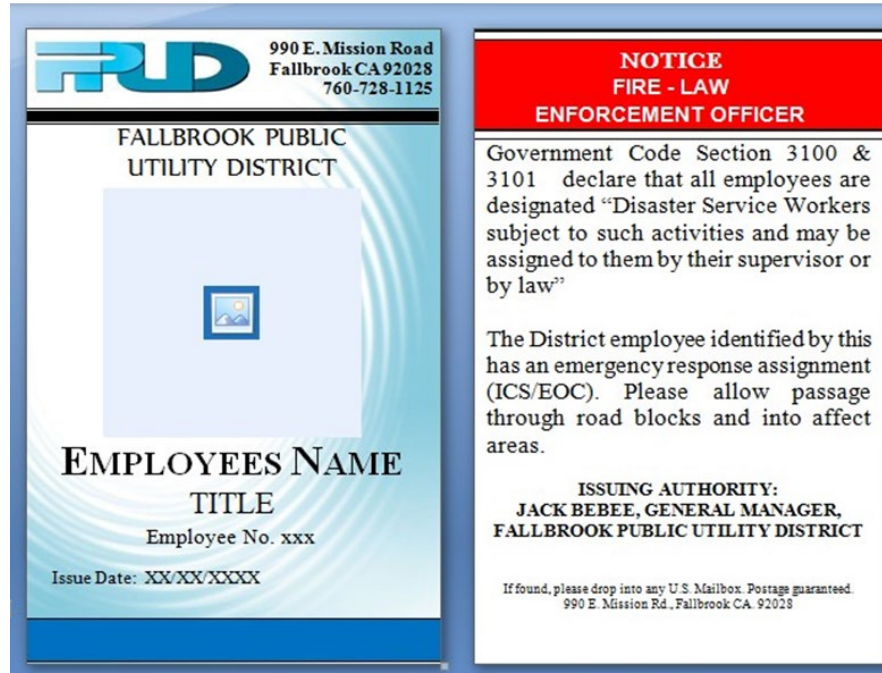 FPUD
990 E. Mission Road
Fallbrook CA 92028
760-728-1125
FALLBROOK PUBLIC
UTILITY DISTRICT
EMPLOYEES NAME
TITLE
Employee No. xxx
Issue Date: XX/XX/XXXX
NOTICE
FIRE - LAW
ENFORCEMENT OFFICER
Government Code Section 3100 &
3101 declare that all employees are
designated “Disaster Service Workers
subject to such activities and may be
assigned to them by their supervisor or
by law”
The District employee identified by this
has an emergency response assignment
(ICS/EOC). Please allow passage
through road blocks and into affect
areas.
ISSUING AUTHORITY:
JACK BEBEE, GENERAL MANAGER,
FALLBROOK PUBLIC UTILITY DISTRICT
If found, please drop into any U.S. Mailbox. Postage guaranteed.
990 E. Mission Rd., Fallbrook CA. 92028